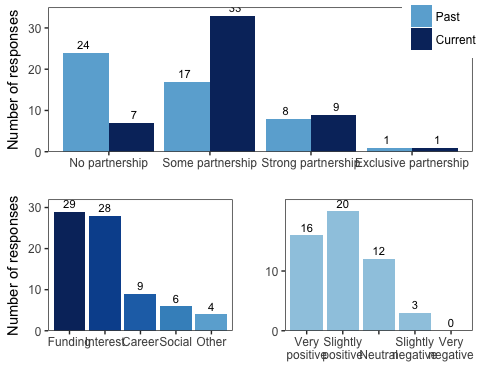 Past
Current
Number of responses
30
20
10
0
24
7
17
33
8
9
1
1
No partnership
Some partnership
Strong partnership
Exclusive partnership
Number of responses
30
20
10
0
29
28
9
6
4
Funding
Interest
Career
Social
Other
10
0
16
20
12
3
0
Very
positive
Slightly
positive
Neutral
Slightly
negative
Very
negative